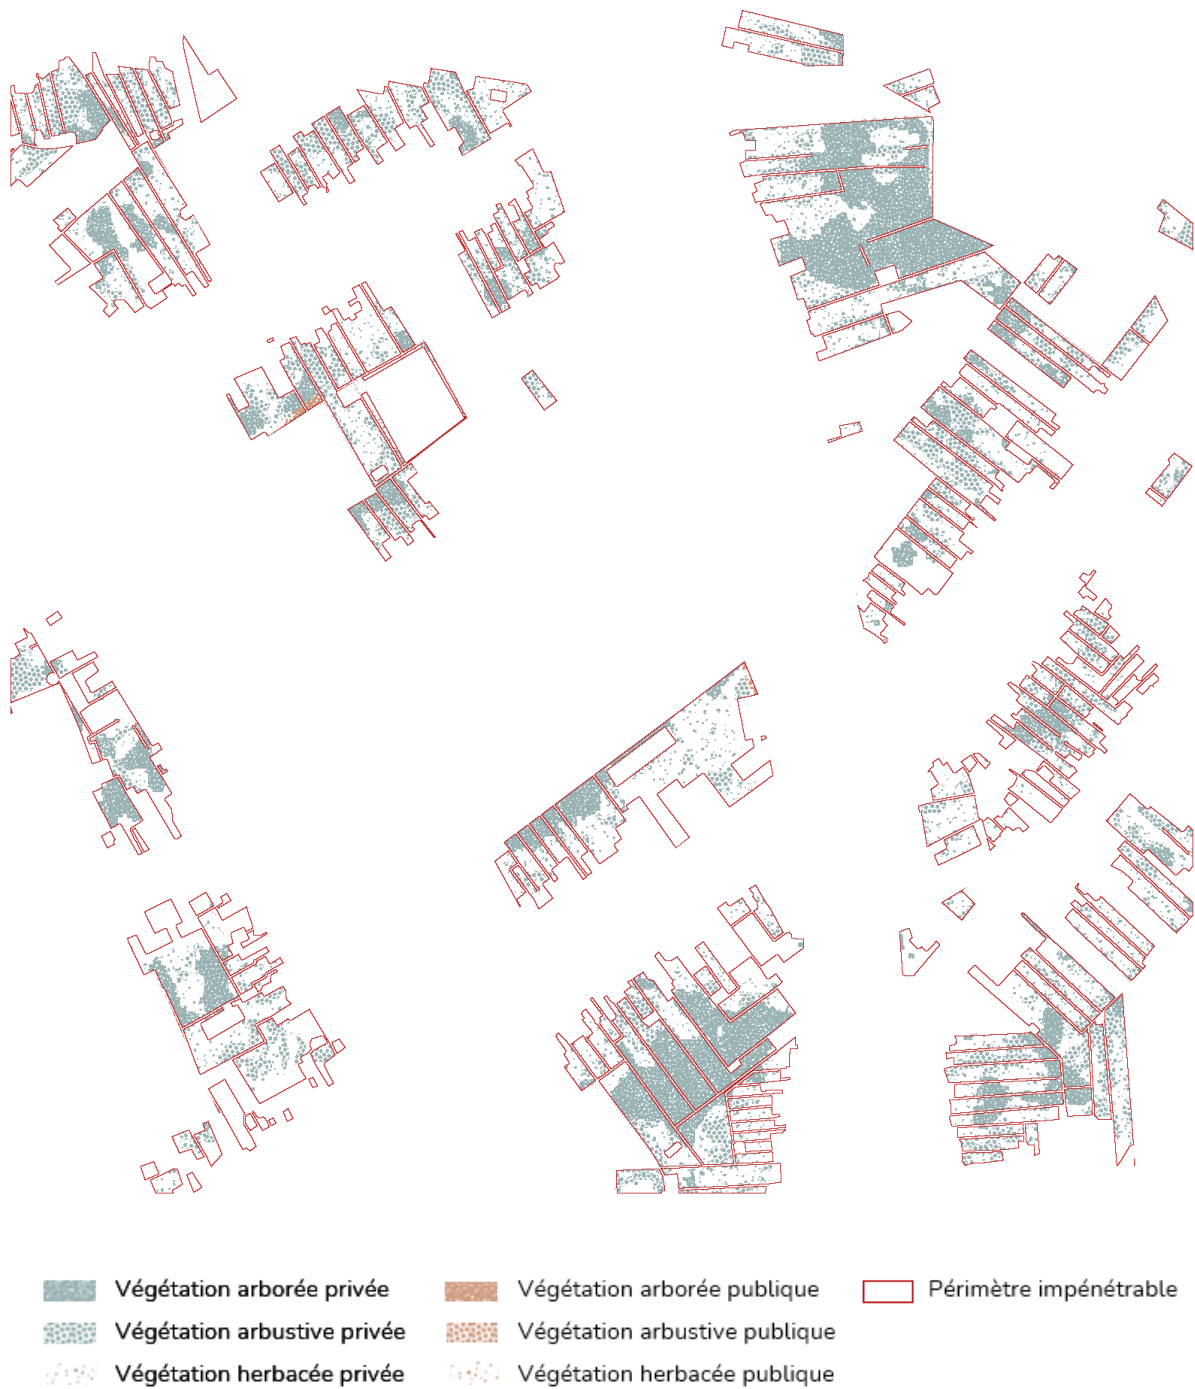 Végétation arborée privée
Végétation arborée publique
Périmètre impénétrable
Végétation arbustive privée
Végétation arbustive publique
Végétation herbacée privée
Végétation herbacée publique